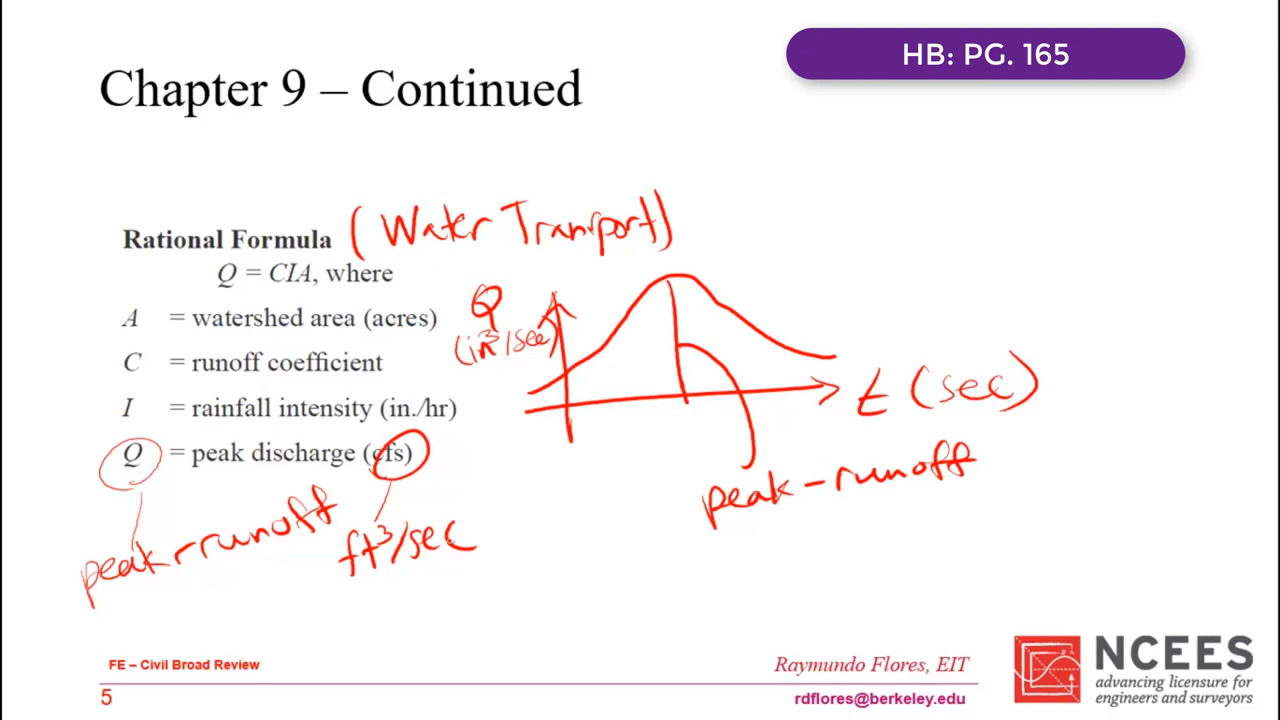 HB: PG. 165
Chapter 9 – Continued
Rational Formula (Water Transport)
Q = CIA, where
A = watershed area (acres)
C = runoff coefficient
I = rainfall intensity (in./hr)
Q = peak discharge (cfs)
peak-runoff
ft³/sec
Q
(in³/sec)
t (sec)
peak-runoff
FE – Civil Broad Review
5
Raymundo Flores, EIT
rdflores@berkeley.edu
NCEES
advancing licensure for
engineers and surveyors